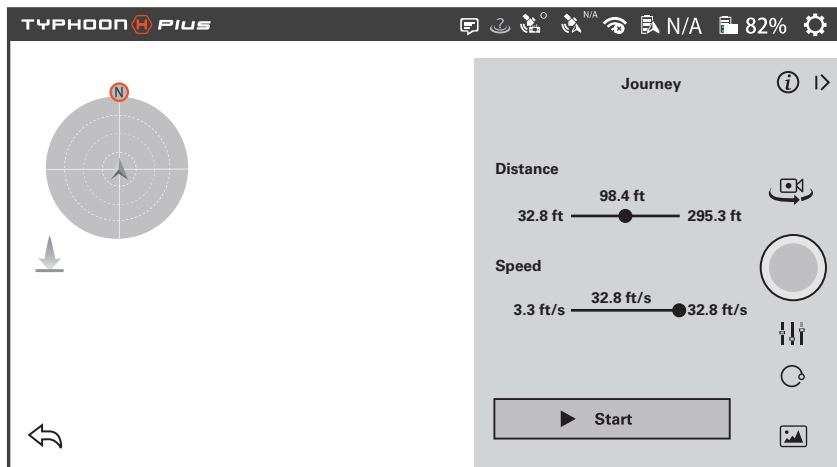 TYPHOON H Plus
? O N/A N/A 82%
N
Journey
i
Distance
98.4 ft
32.8 ft 295.3 ft
Speed
32.8 ft/s
3.3 ft/s 32.8 ft/s
Start